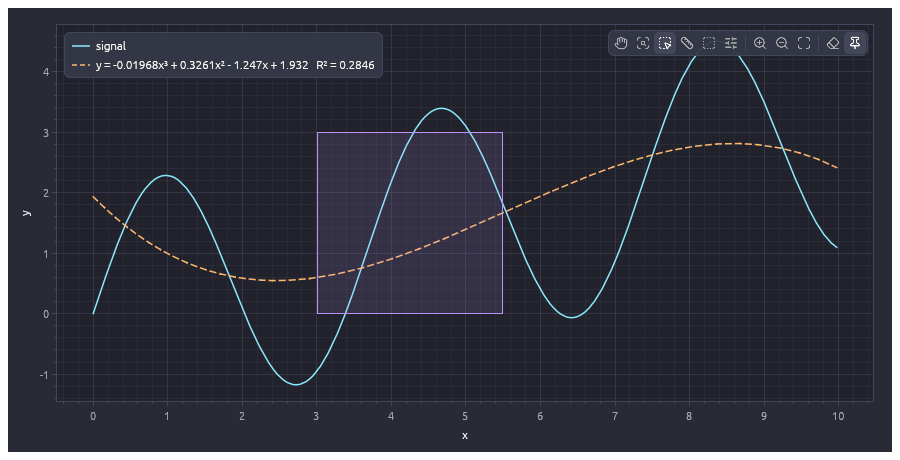 signal
y = -0.01968x³ + 0.3261x² - 1.247x + 1.932 R² = 0.2846
4
3
2
1
0
-1
y
0 1 2 3 4 5 6 7 8 9 10
x